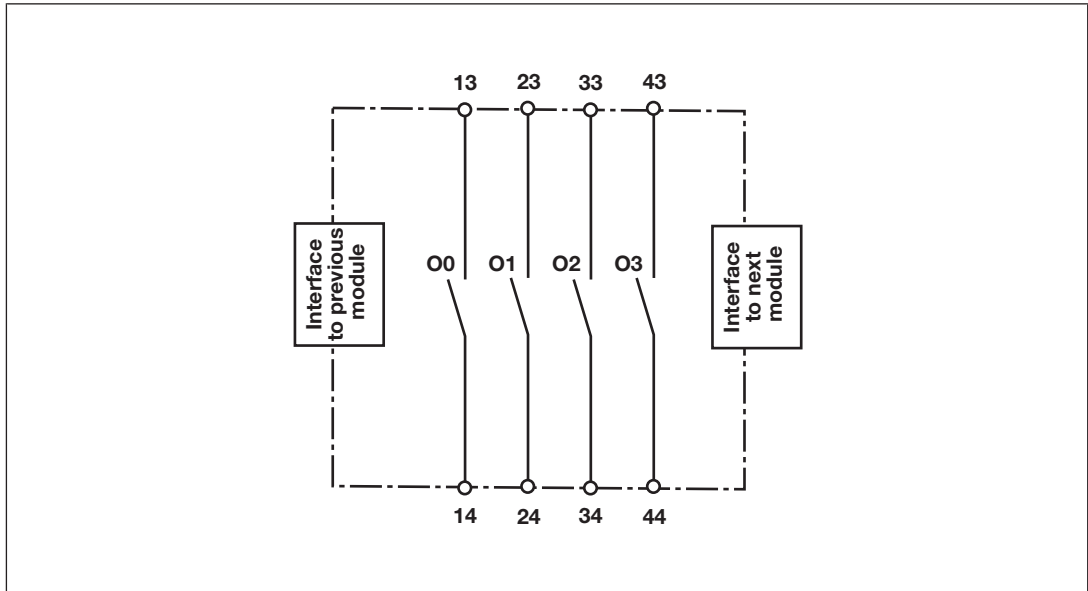 13 23 33 43
Interface
to previous
module
O0 O1 O2 O3
Interface
to next
module
14 24 34 44